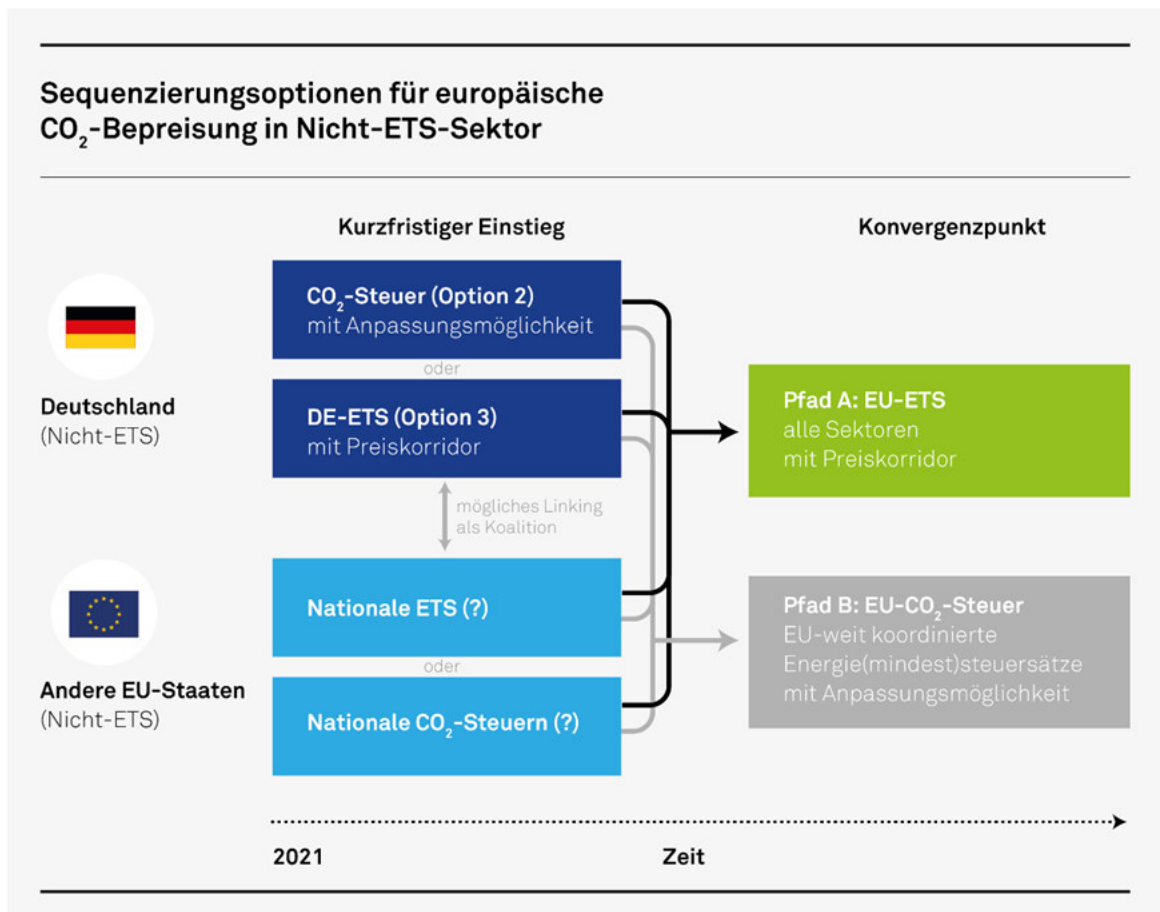 Sequenzierungsoptionen für europäische
CO₂-Bepreisung in Nicht-ETS-Sektor
Kurzfristiger Einstieg
Konvergenzpunkt
Deutschland
(Nicht-ETS)
CO₂-Steuer (Option 2)
mit Anpassungsmöglichkeit
oder
DE-ETS (Option 3)
mit Preiskorridor
mögliches Linking
als Koalition
Andere EU-Staaten
(Nicht-ETS)
Nationale ETS (?)
oder
Nationale CO₂-Steuern (?)
Pfad A: EU-ETS
alle Sektoren
mit Preiskorridor
Pfad B: EU-CO₂-Steuer
EU-weit koordinierte
Energie(mindest)steuersätze
mit Anpassungsmöglichkeit
2021
Zeit